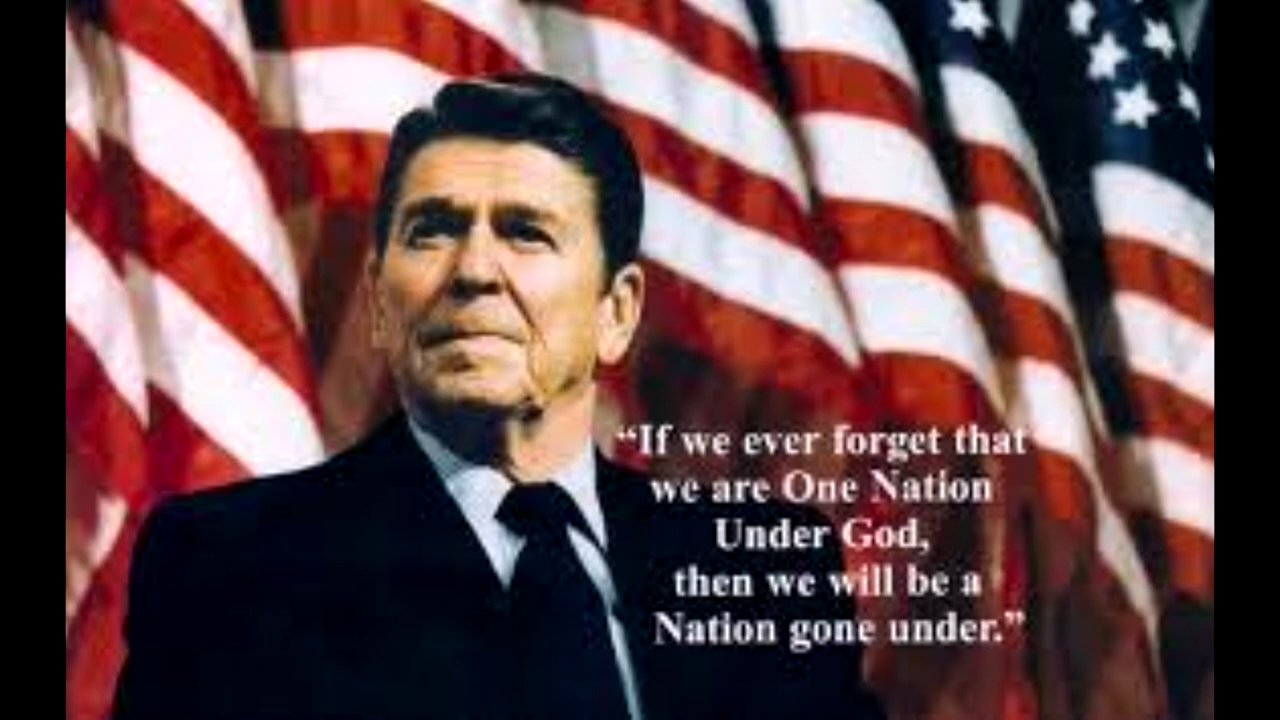 “If we ever forget that
we are One Nation
Under God,
then we will be a
Nation gone under.”